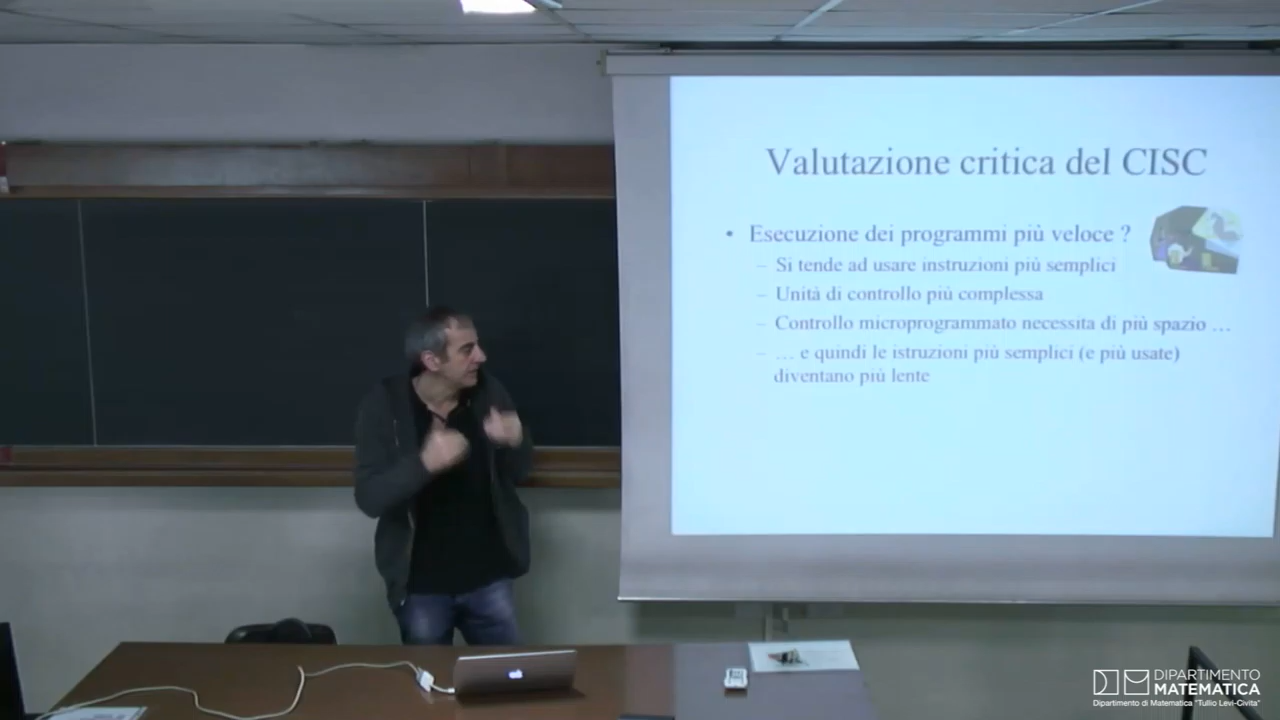 Valutazione critica del CISC
• Esecuzione dei programmi più veloce ?
– Si tende ad usare instruzioni più semplici
– Unità di controllo più complessa
– Controllo microprogrammato necessita di più spazio …
– … e quindi le istruzioni più semplici (e più usate)
diventano più lente
DIPARTIMENTO
MATEMATICA
Dipartimento di Matematica "Tullio Levi-Civita"